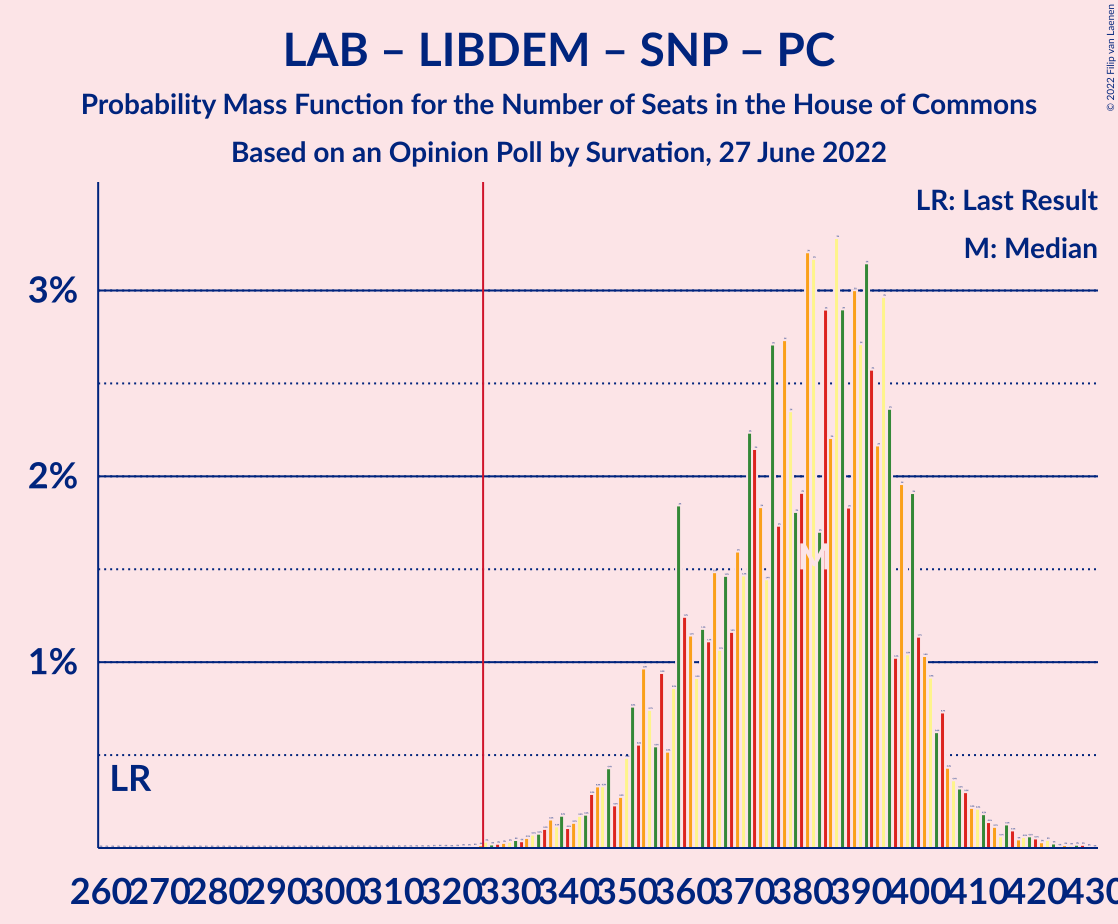 LAB – LIBDEM – SNP – PC
Probability Mass Function for the Number of Seats in the House of Commons
Based on an Opinion Poll by Survation, 27 June 2022
© 2022 Filip van Laenen
LR: Last Result
M: Median
3%
2%
1%
M
LR
260 270 280 290 300 310 320 330 340 350 360 370 380 390 400 410 420 430